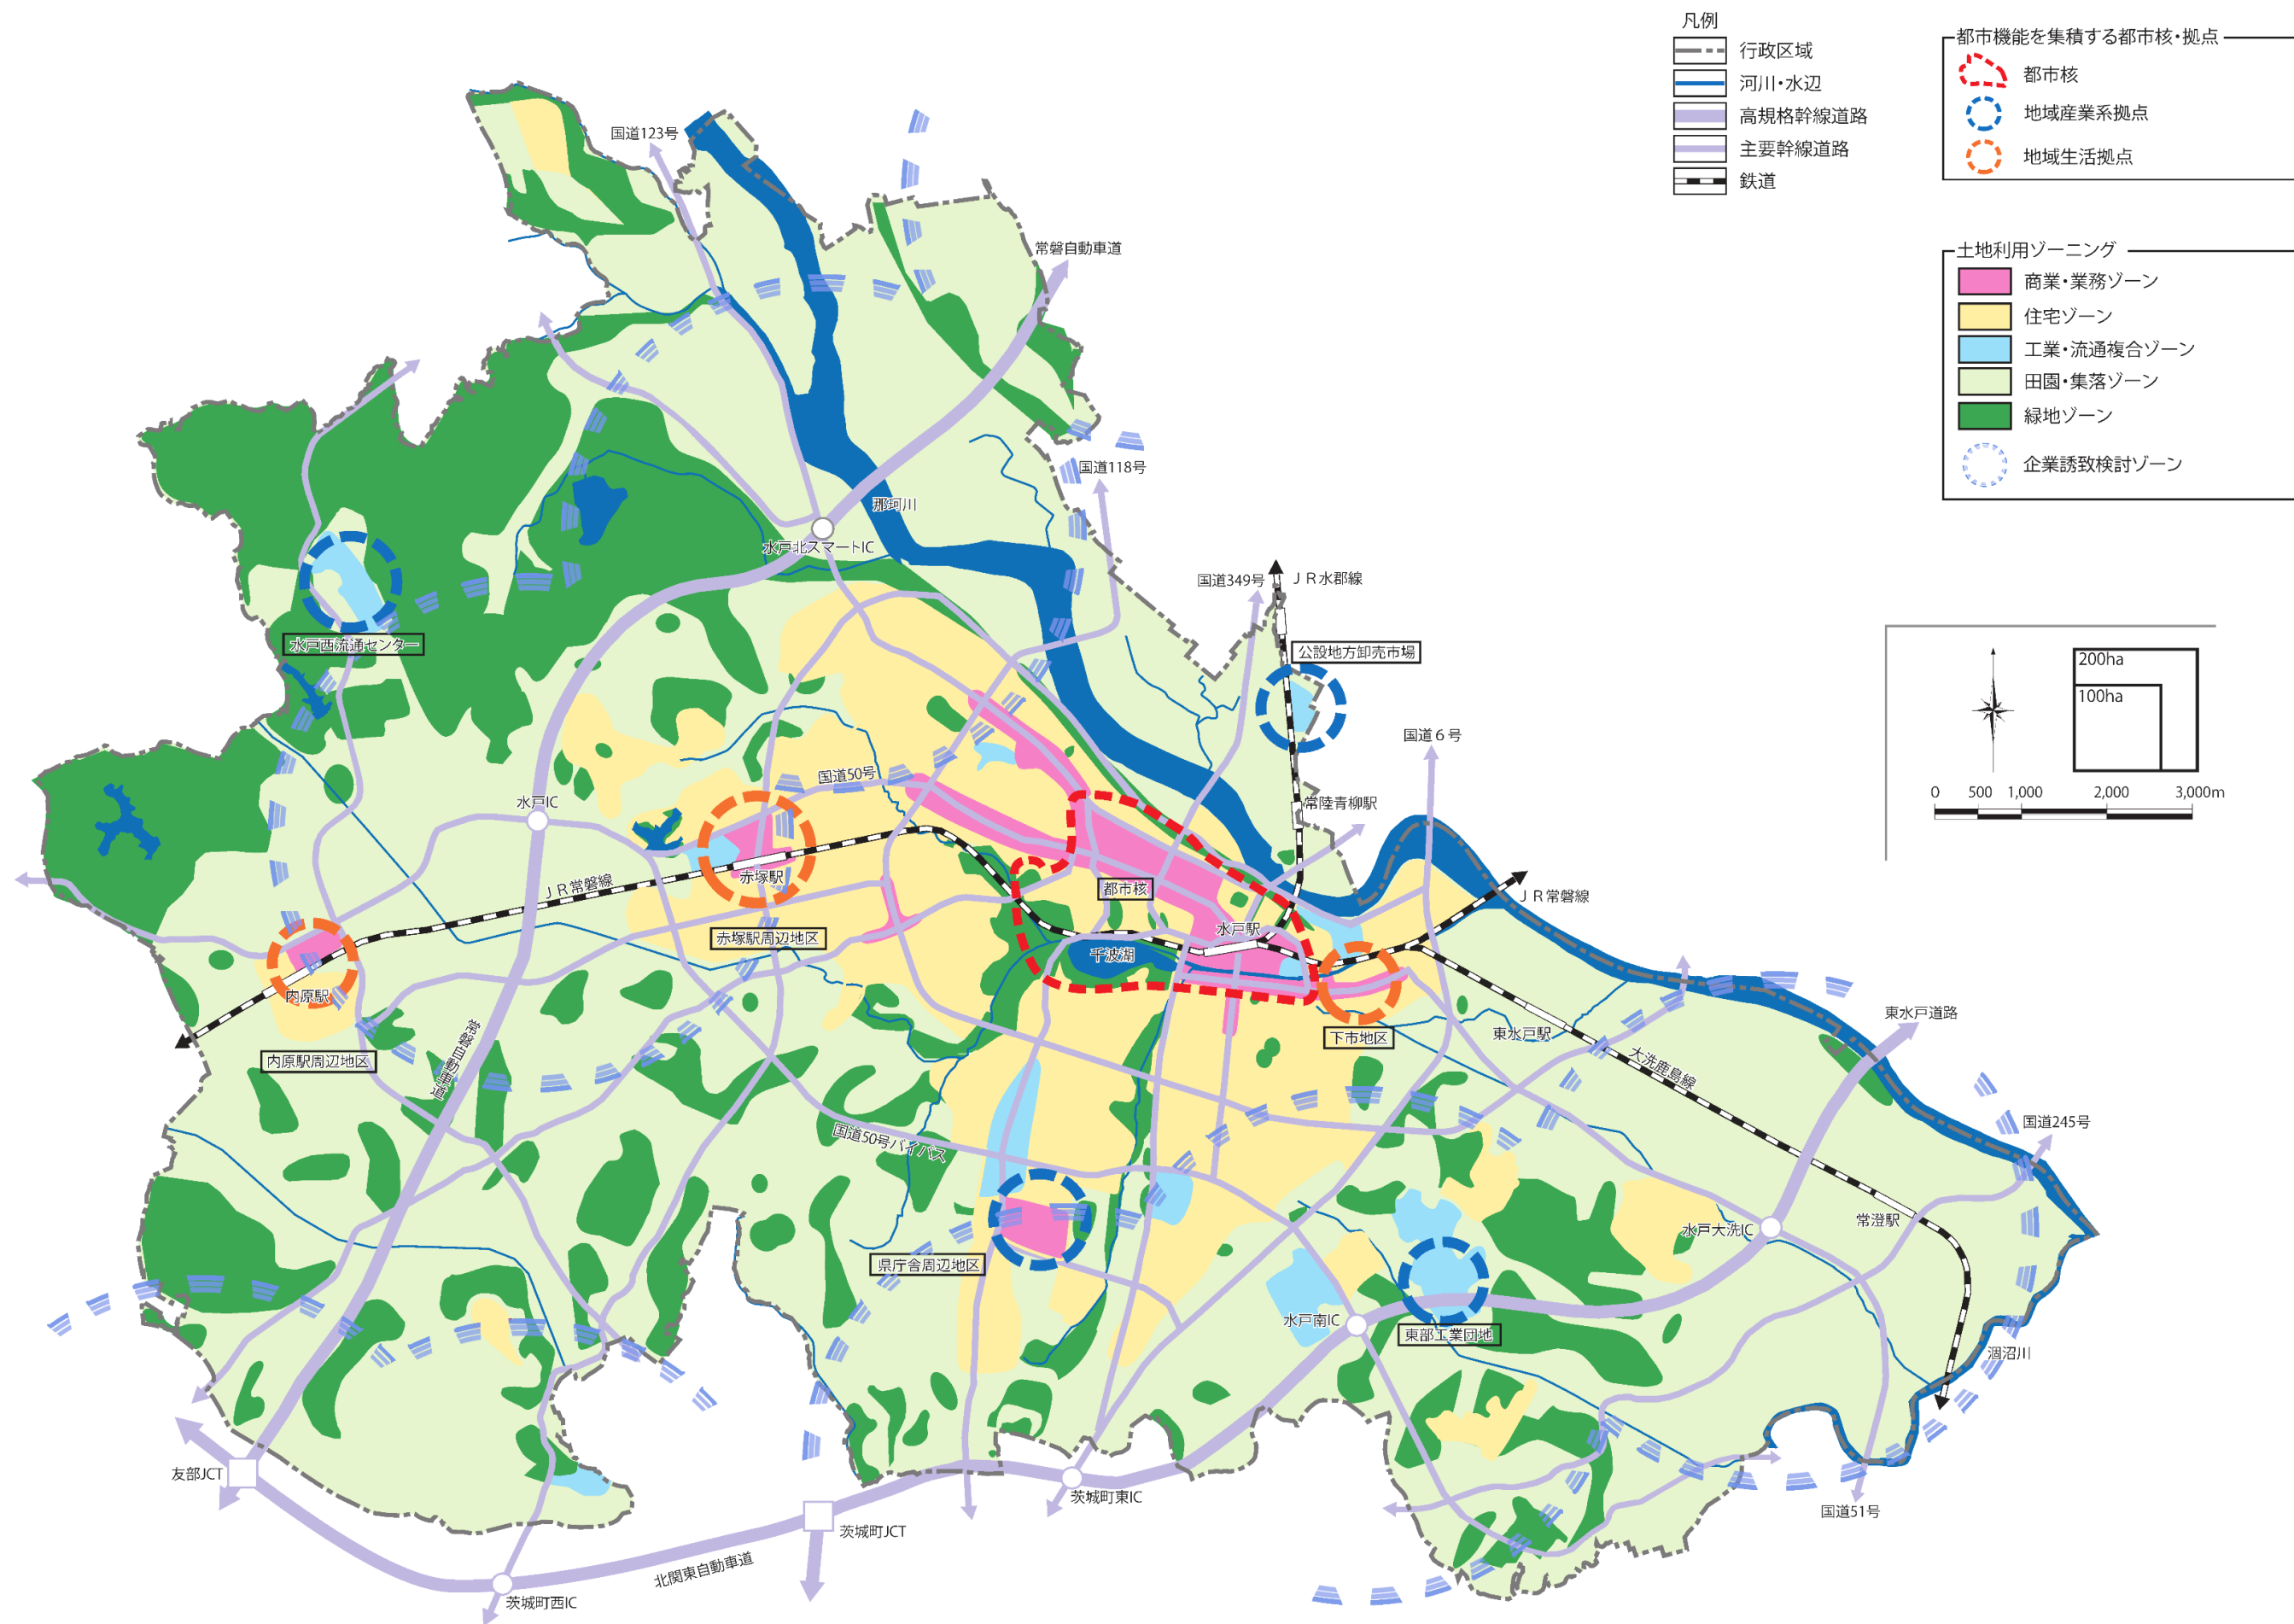 凡例
行政区域
河川・水辺
高規格幹線道路
主要幹線道路
鉄道
都市機能を集積する都市核・拠点
都市核
地域産業系拠点
地域生活拠点
土地利用ゾーニング
商業・業務ゾーン
住宅ゾーン
工業・流通複合ゾーン
田園・集落ゾーン
緑地ゾーン
企業誘致検討ゾーン
国道123号
常磐自動車道
国道118号
那珂川
水戸北スマートIC
国道349号
JR水郡線
水戸西流通センター
公設地方卸売市場
200ha
100ha
国道6号
国道50号
0 500 1,000 2,000 3,000m
水戸IC
常陸青柳駅
赤塚駅
JR常磐線
都市核
JR常磐線
水戸駅
赤塚駅周辺地区
千波湖
内原駅
東水戸道路
常磐自動車道
下市地区
東水戸駅
内原駅周辺地区
大洗鹿島線
国道245号
国道50号バイパス
常澄駅
水戸大洗IC
県庁舎周辺地区
水戸南IC
東部工業団地
涸沼川
友部JCT
茨城町東IC
国道51号
茨城町JCT
北関東自動車道
茨城町西IC